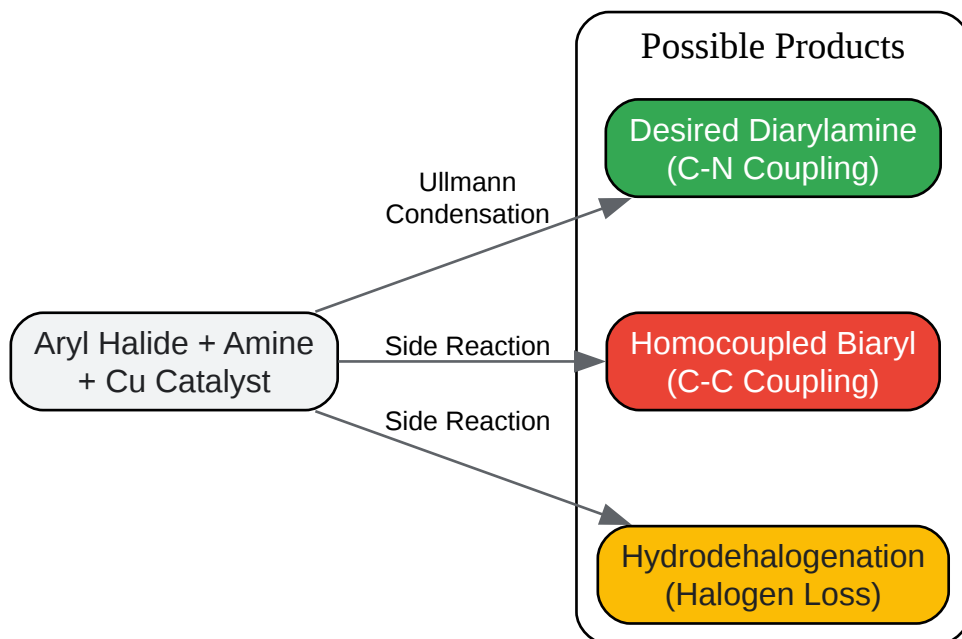 Possible Products
Desired Diarylamine
(C-N Coupling)
Ullmann
Condensation
Aryl Halide + Amine
+ Cu Catalyst
Side Reaction
Homocoupled Biaryl
(C-C Coupling)
Side Reaction
Hydrodehalogenation
(Halogen Loss)